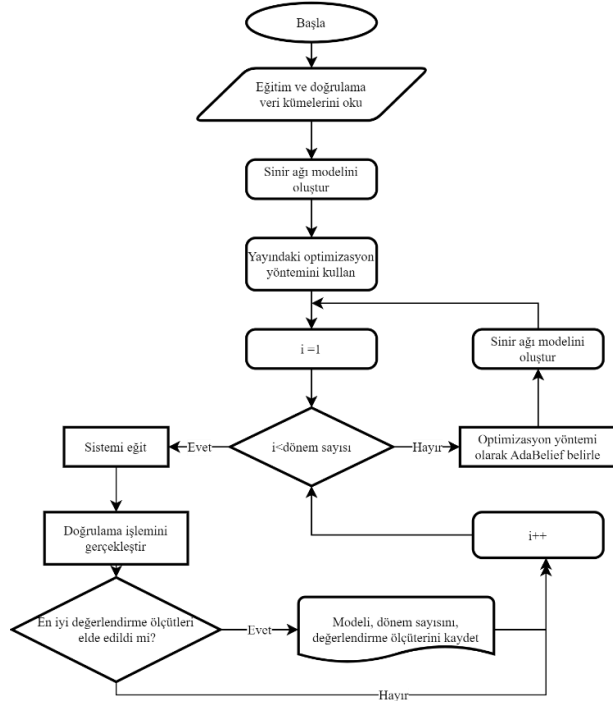 Başla
Eğitim ve doğrulama
veri kümelerini oku
Sinir ağı modelini
oluştur
Yayındaki optimizasyon
yöntemini kullan
i =1
Sinir ağı modelini
oluştur
Sistemi eğit
Evet
i<dönem sayısı
Hayır
Optimizasyon yöntemi
olarak AdaBelief belirle
Doğrulama işlemini
gerçekleştir
i++
En iyi değerlendirme ölçütleri
elde edildi mi?
Evet
Modeli, dönem sayısını,
değerlendirme ölçüterini kaydet
Hayır